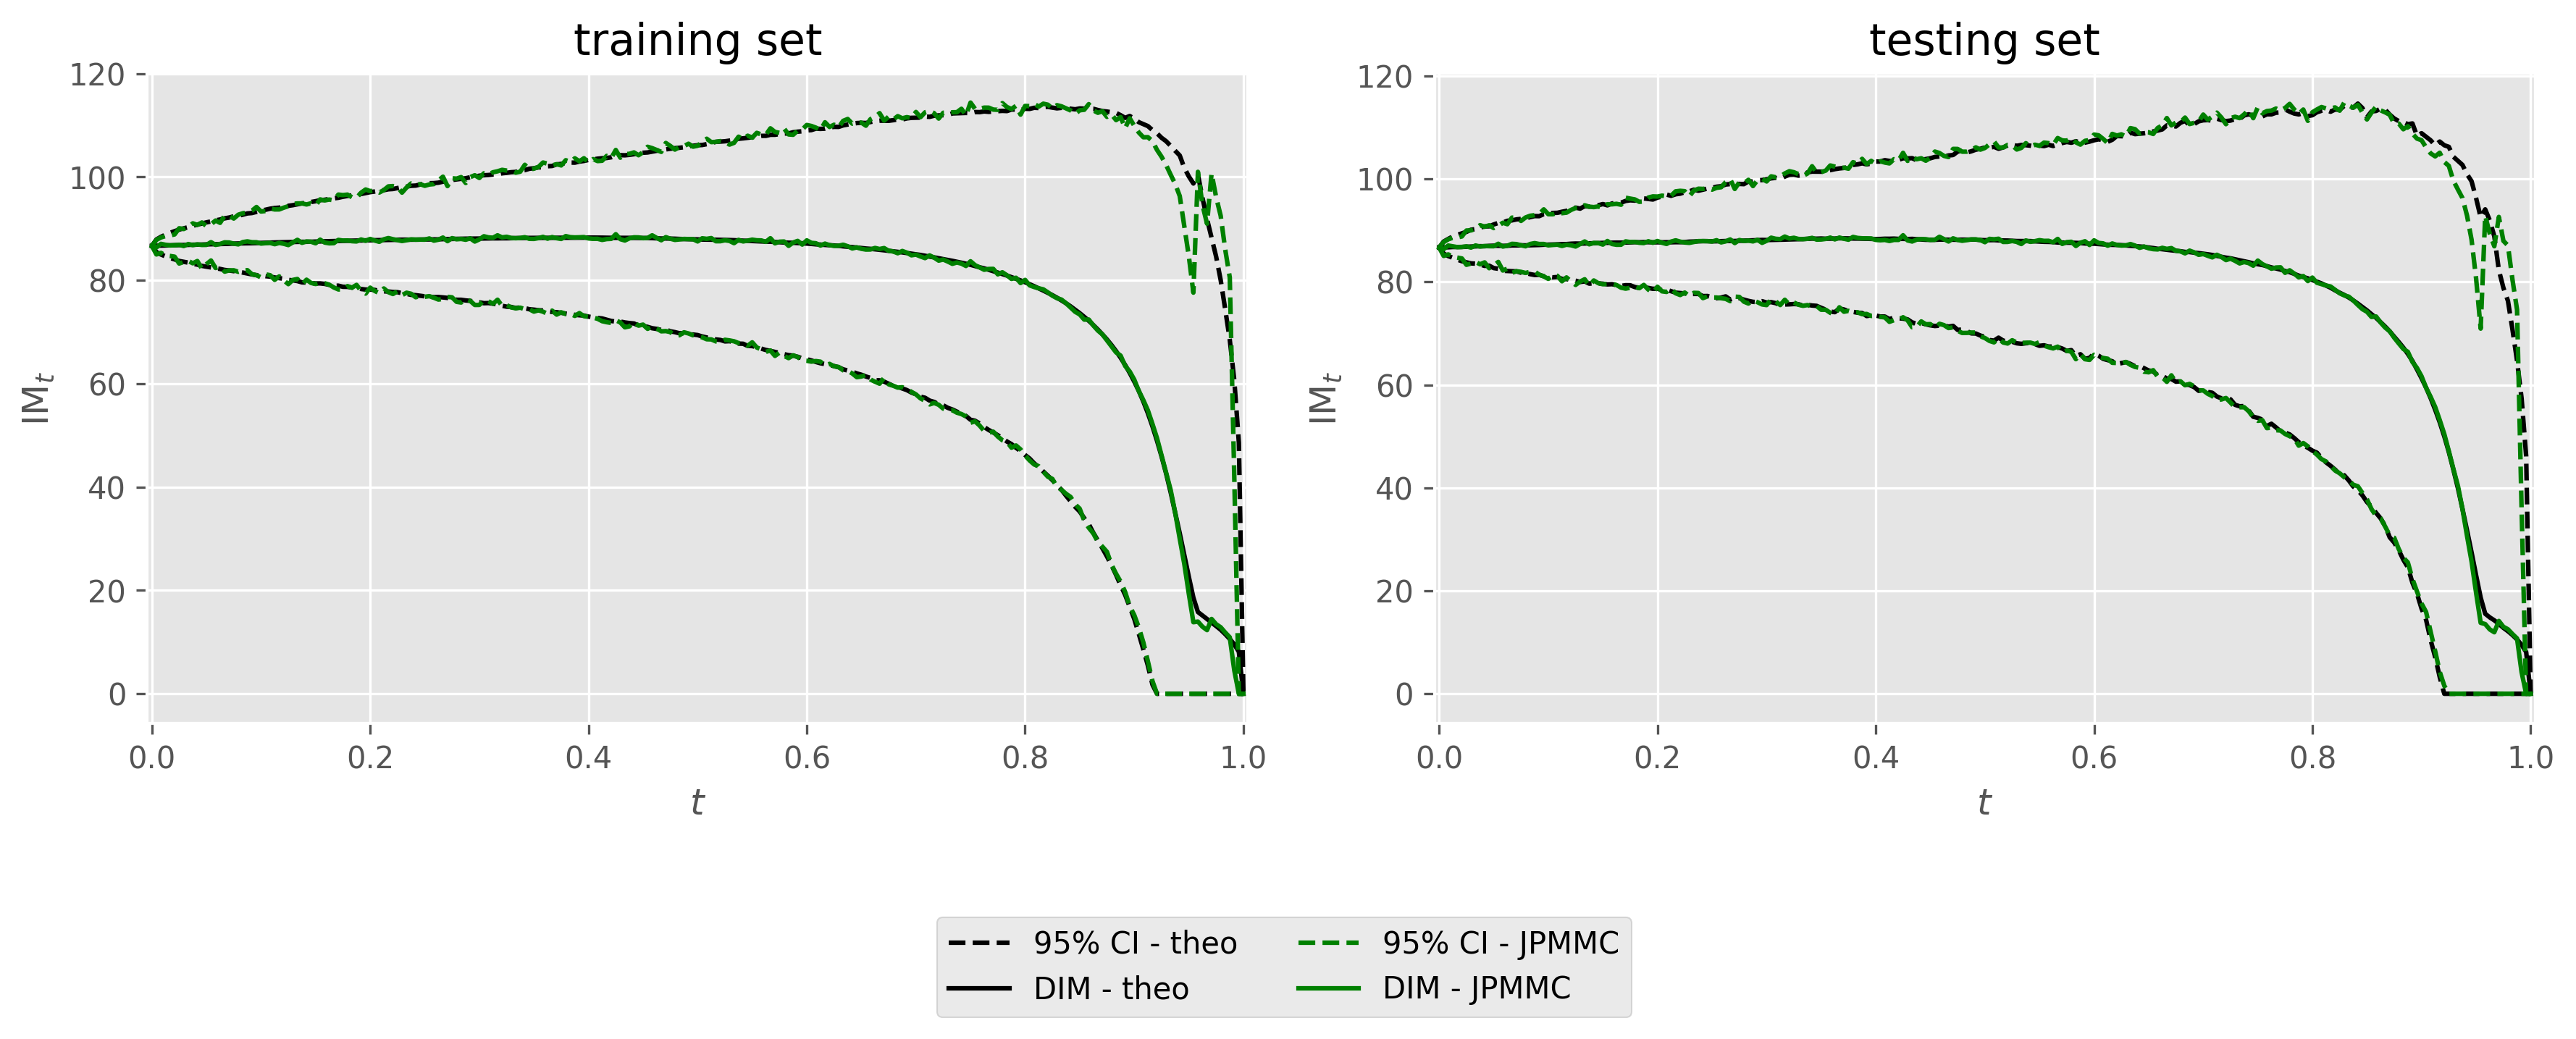 training set
testing set
120
100
80
60
40
20
0
IM_t
0.0 0.2 0.4 0.6 0.8 1.0
t
120
100
80
60
40
20
0
IM_t
0.0 0.2 0.4 0.6 0.8 1.0
t
95% CI - theo
DIM - theo
95% CI - JPMMC
DIM - JPMMC